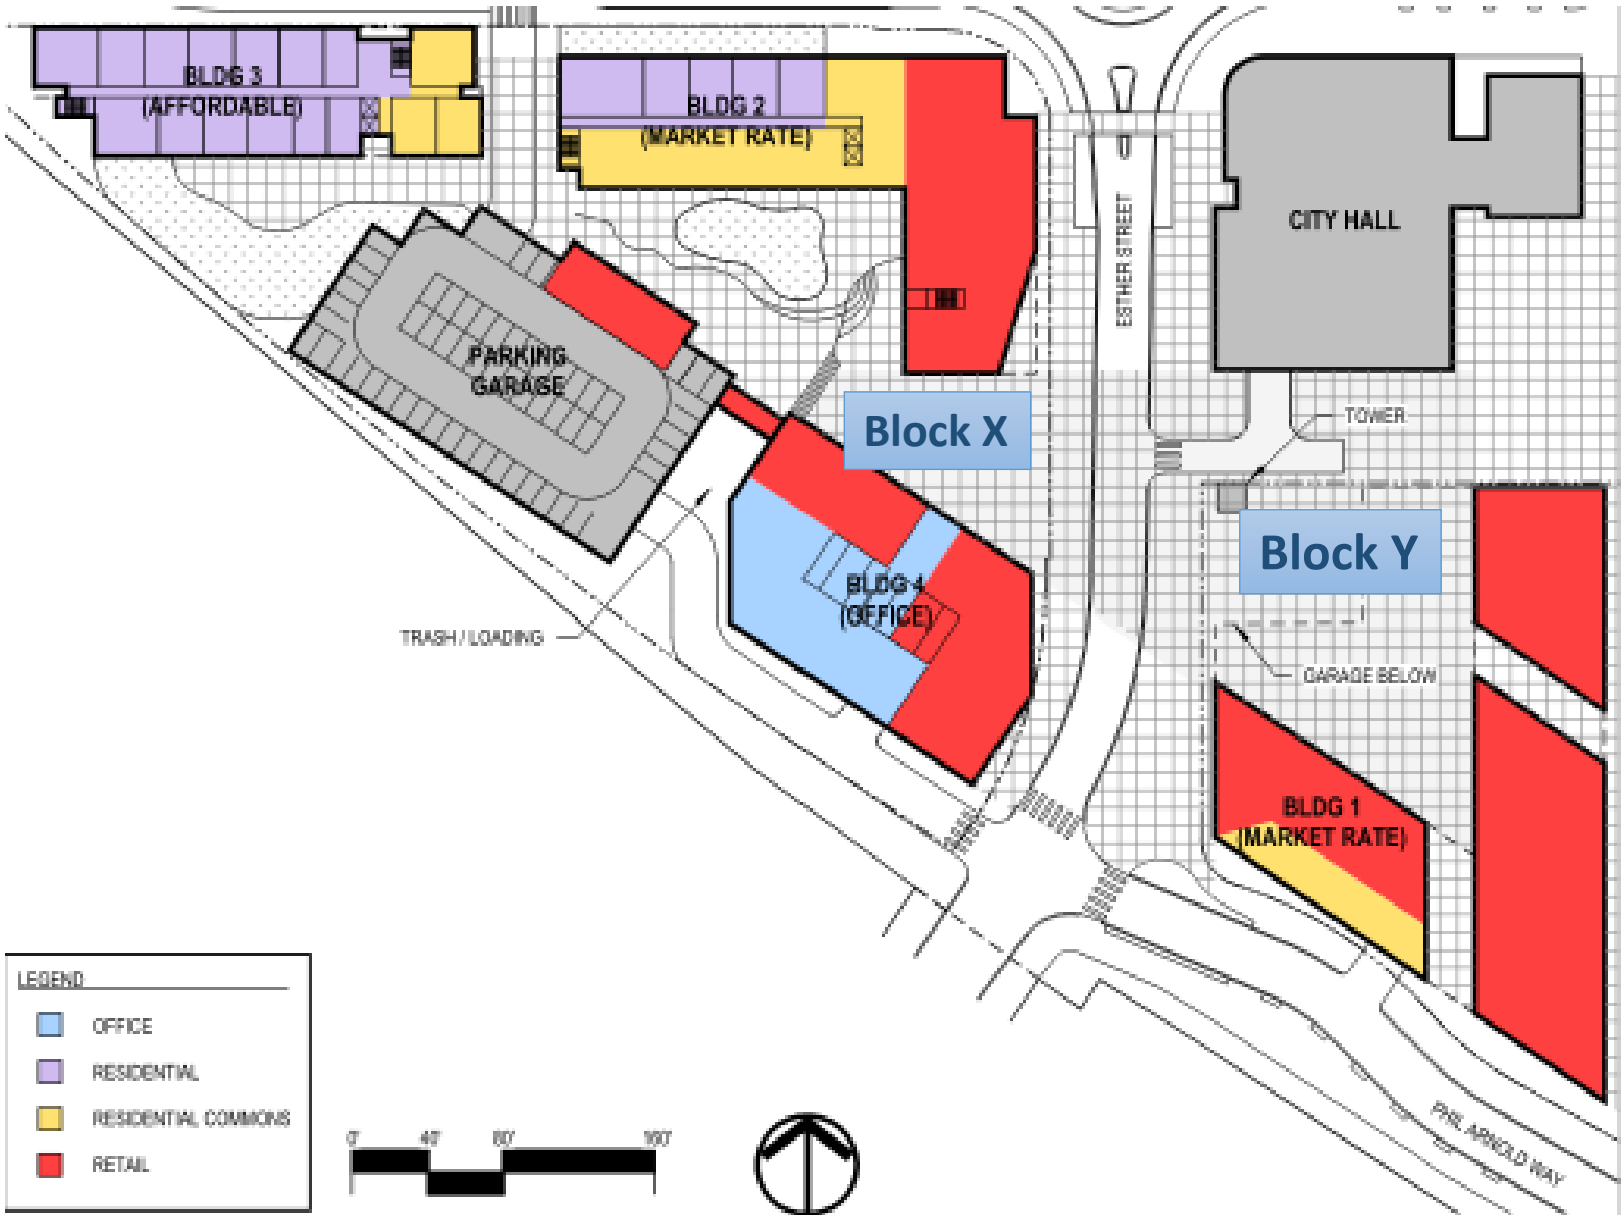 BLDG 3
(AFFORDABLE)
BLDG 2
(MARKET RATE)
CITY HALL
ESTHER STREET
PARKING
GARAGE
Block X
TOWER
Block Y
BLDG 4
(OFFICE)
TRASH / LOADING
GARAGE BELOW
BLDG 1
(MARKET RATE)
PHIL ARNOLD WAY
LEGEND
OFFICE
RESIDENTIAL
RESIDENTIAL COMMONS
RETAIL
0' 40' 80' 160'